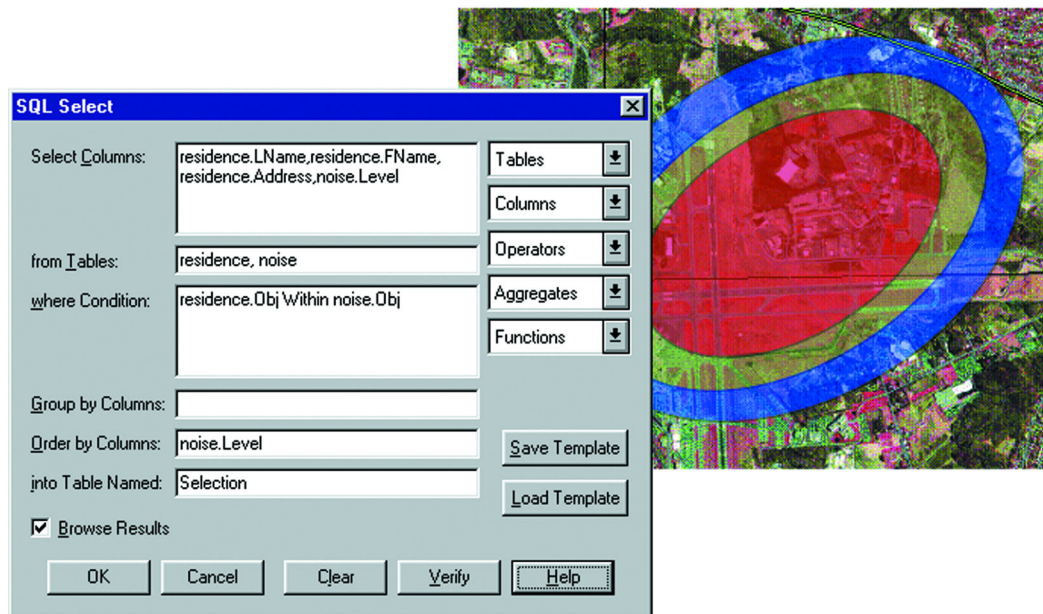 SQL Select
Select Columns:
residence.LName,residence.FName,
residence.Address,noise.Level
Tables
Columns
Operators
Aggregates
Functions
from Tables:
residence, noise
where Condition:
residence.Obj Within noise.Obj
Group by Columns:
Order by Columns:
noise.Level
into Table Named:
Selection
Save Template
Load Template
Browse Results
OK
Cancel
Clear
Verify
Help